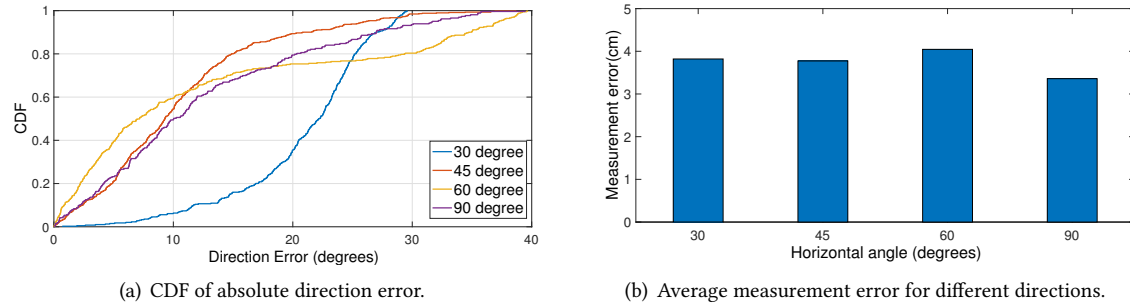 1
0.8
0.6
0.4
0.2
0
CDF
0
10
20
30
40
Direction Error (degrees)
30 degree
45 degree
60 degree
90 degree
(a) CDF of absolute direction error.
5
4
3
2
1
0
Measurement error(cm)
30
45
60
90
Horizontal angle (degrees)
(b) Average measurement error for different directions.